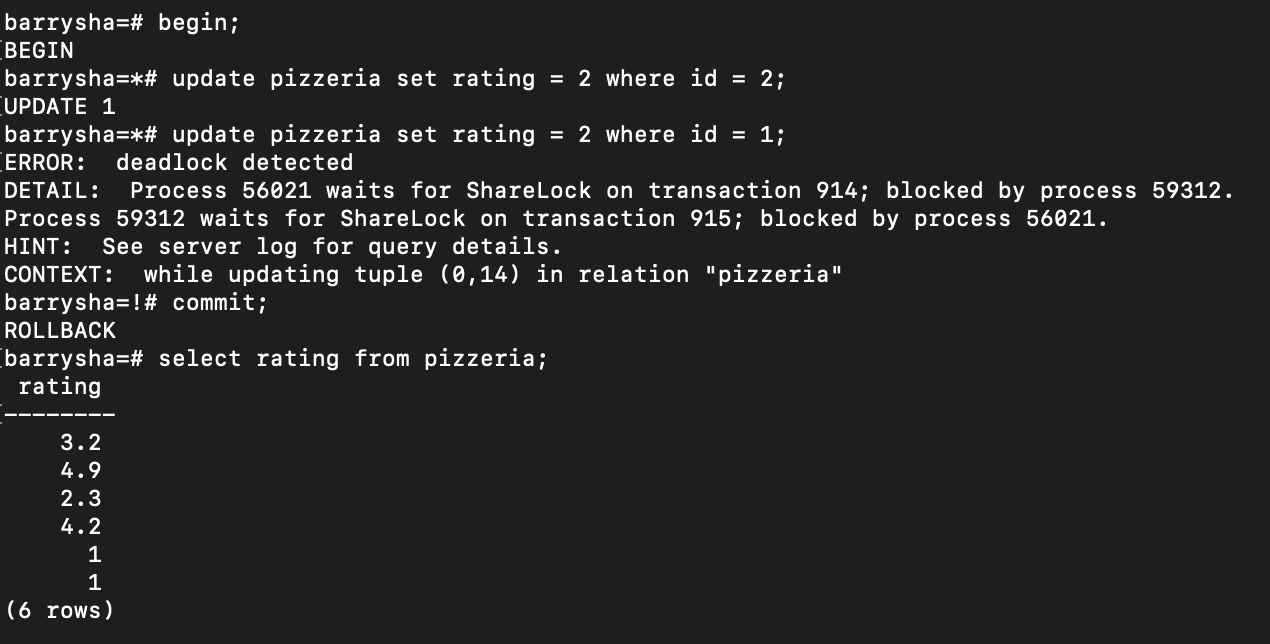 barrysha=# begin;
BEGIN
barrysha=*# update pizzeria set rating = 2 where id = 2;
UPDATE 1
barrysha=*# update pizzeria set rating = 2 where id = 1;
ERROR:  deadlock detected
DETAIL:  Process 56021 waits for ShareLock on transaction 914; blocked by process 59312.
Process 59312 waits for ShareLock on transaction 915; blocked by process 56021.
HINT:  See server log for query details.
CONTEXT:  while updating tuple (0,14) in relation "pizzeria"
barrysha=!# commit;
ROLLBACK
barrysha=# select rating from pizzeria;
 rating
--------
    3.2
    4.9
    2.3
    4.2
      1
      1
(6 rows)